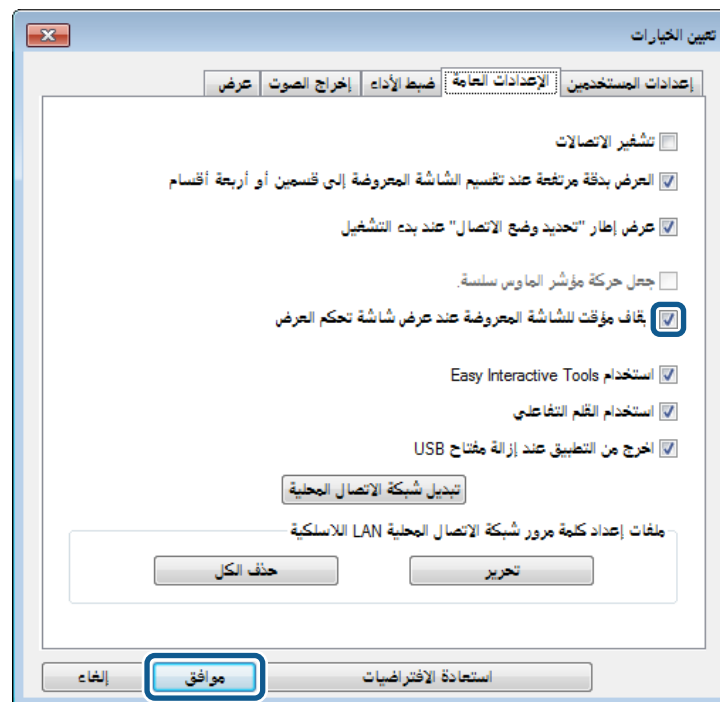 تعيين الخيارات
إعدادات المستخدمين الإعدادات العامة ضبط الأداء إخراج الصوت عرض
تشفير الاتصالات
العرض بدقة مرتفعة عند تقسيم الشاشة المعروضة إلى قسمين أو أربعة أقسام
عرض إطار "تحديد وضع الاتصال" عند بدء التشغيل
جعل حركة مؤشر الماوس سلسة.
يقاف مؤقت للشاشة المعروضة عند عرض شاشة تحكم العرض
استخدام Easy Interactive Tools
استخدام القلم التفاعلي
اخرج من التطبيق عند إزالة مفتاح USB
تبديل شبكة الاتصال المحلية
ملفات إعداد كلمة مرور شبكة الاتصال المحلية LAN اللاسلكية
تحرير حذف الكل
استعادة الافتراضيات موافق إلغاء